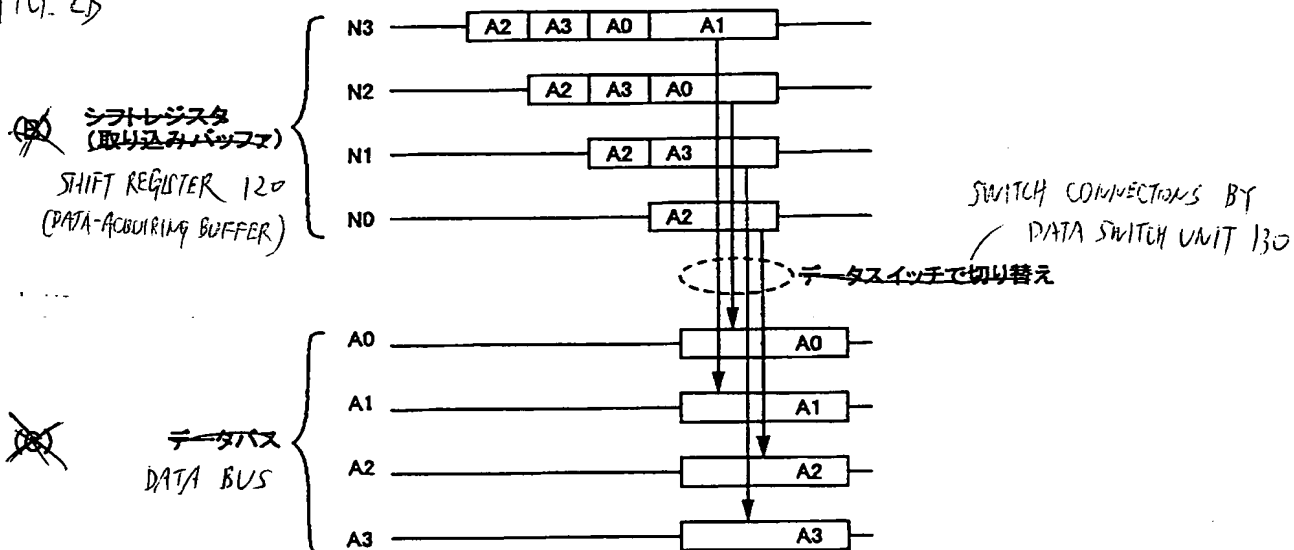 FIG. 2D
N3 A2 A3 A0 A1
N2 A2 A3 A0
シフトレジスタ
(取り込みバッファ)
N1 A2 A3
SHIFT REGISTER 120
(DATA-ACQUIRING BUFFER)
N0 A2
SWITCH CONNECTIONS BY
DATA SWITCH UNIT 130
データスイッチで切り替え
A0 A0
A1 A1
データバス
DATA BUS
A2 A2
A3 A3